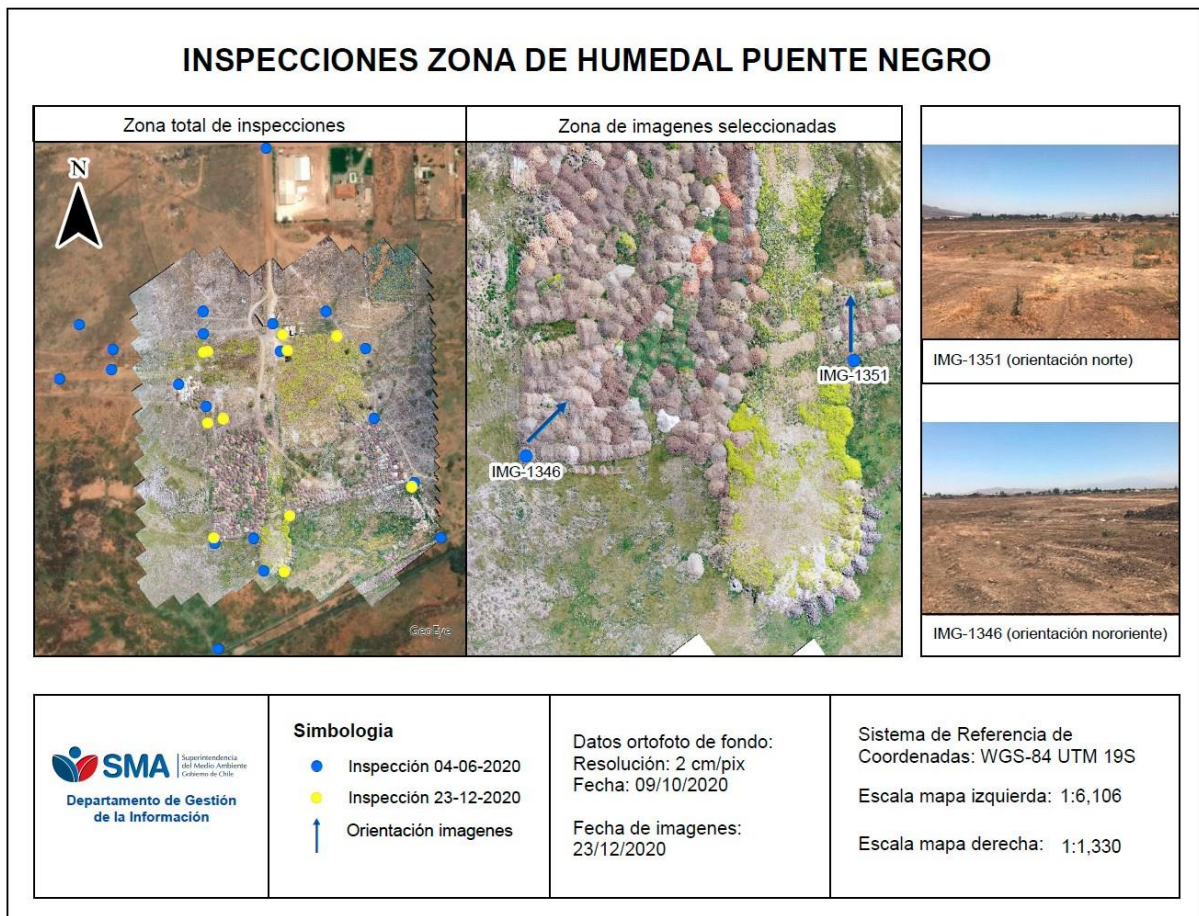 INSPECCIONES ZONA DE HUMEDAL PUENTE NEGRO
Zona total de inspecciones
Zona de imagenes seleccionadas
N
GeoEye
IMG-1351
IMG-1346
IMG-1351 (orientación norte)
IMG-1346 (orientación nororiente)
SMA
Superintendencia
del Medio Ambiente
Gobierno de Chile
Departamento de Gestión
de la Información
Simbologia
Inspección 04-06-2020
Inspección 23-12-2020
Orientación imagenes
Datos ortofoto de fondo:
Resolución: 2 cm/pix
Fecha: 09/10/2020
Fecha de imagenes:
23/12/2020
Sistema de Referencia de
Coordenadas: WGS-84 UTM 19S
Escala mapa izquierda: 1:6,106
Escala mapa derecha: 1:1,330